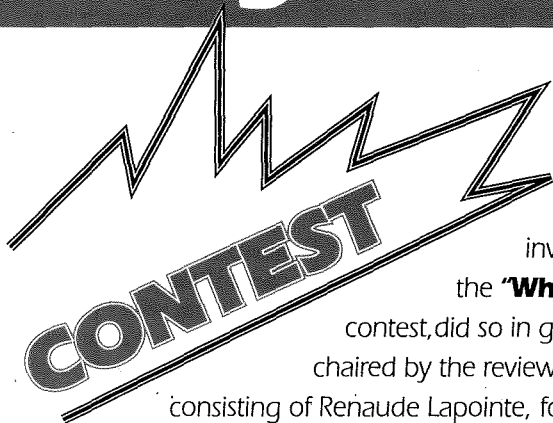 CONTEST
inv
the "Wh
contest, did so in g
chaired by the review
consisting of Renaude Lapointe, fo